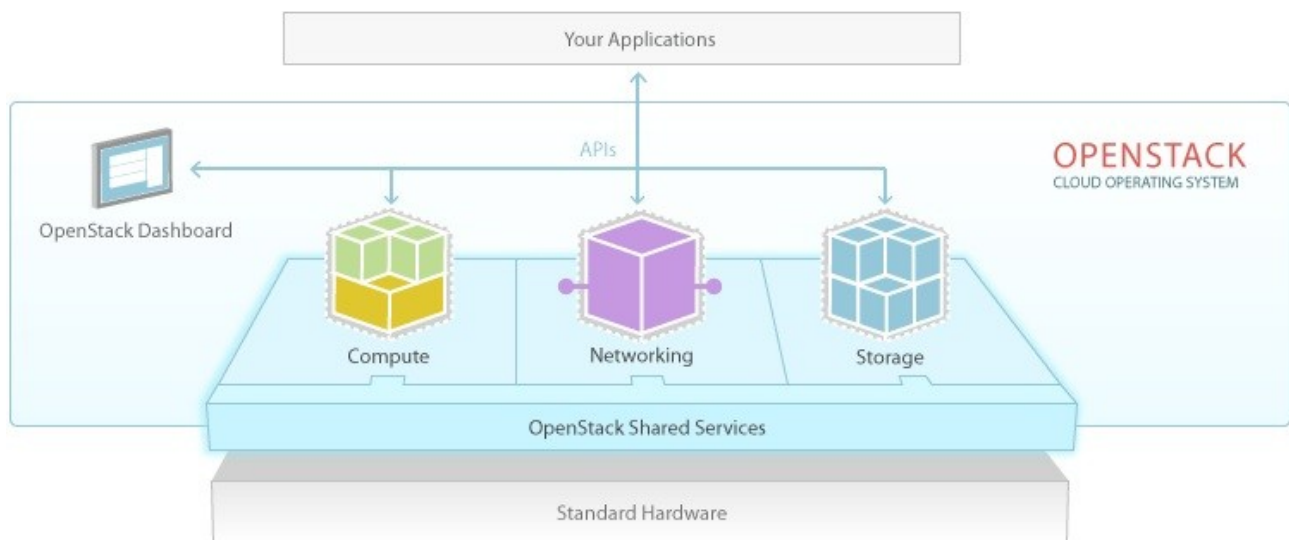 Your Applications
APIs
OPENSTACK
CLOUD OPERATING SYSTEM
OpenStack Dashboard
Compute
Networking
Storage
OpenStack Shared Services
Standard Hardware